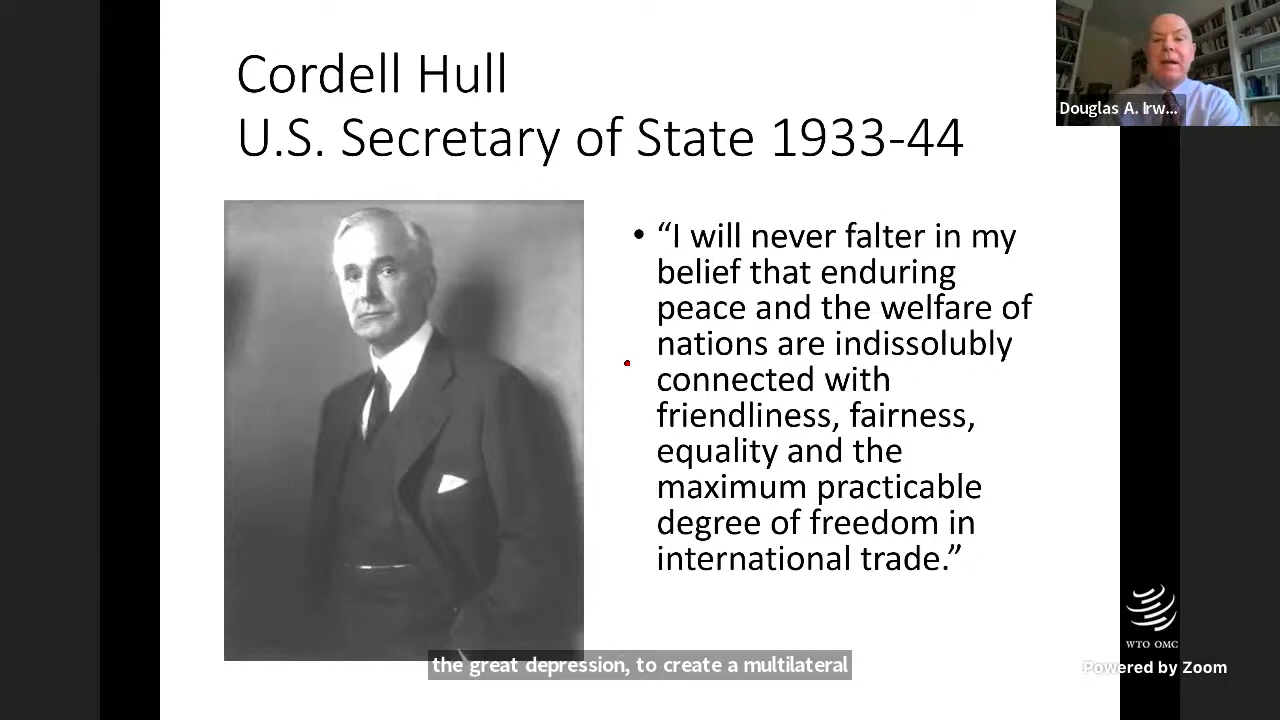 Cordell Hull
U.S. Secretary of State 1933-44
Douglas A. Irw...
• “I will never falter in my
belief that enduring
peace and the welfare of
nations are indissolubly
connected with
friendliness, fairness,
equality and the
maximum practicable
degree of freedom in
international trade.”
WTO OMC
the great depression, to create a multilateral
Powered by Zoom